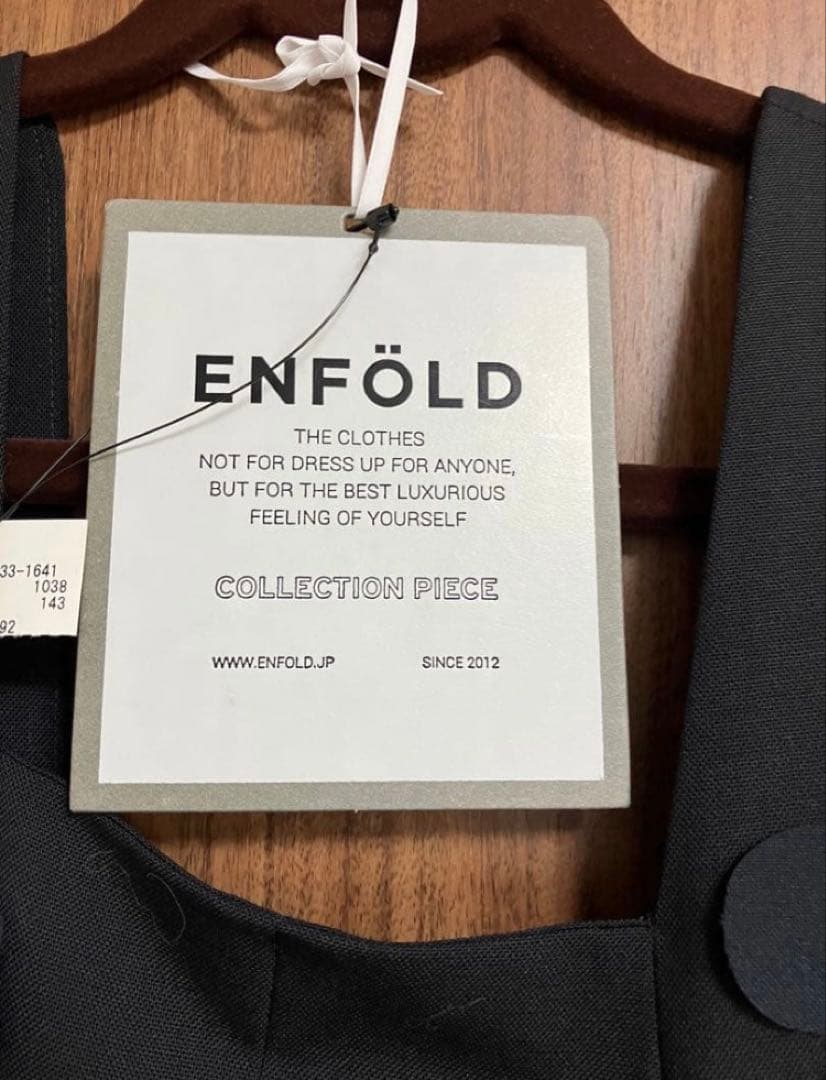 ENFÖLD
THE CLOTHES
NOT FOR DRESS UP FOR ANYONE,
BUT FOR THE BEST LUXURIOUS
FEELING OF YOURSELF
COLLECTION PIECE
WWW.ENFOLD.JP SINCE 2012
33-1641
1038
143
92